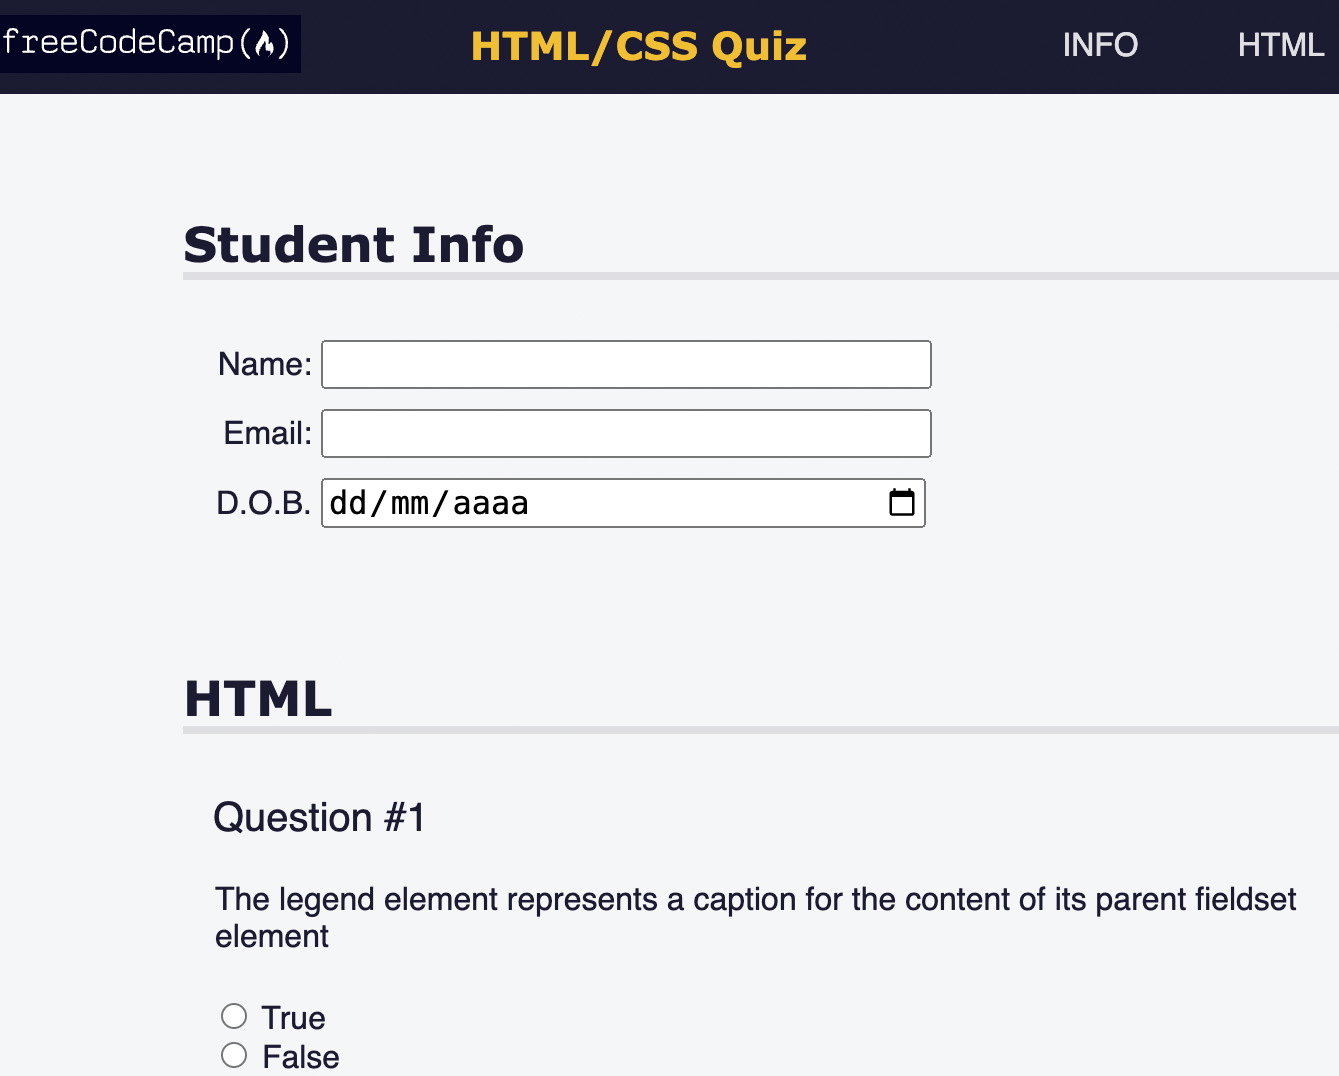 freeCodeCamp()
HTML/CSS Quiz
INFO
HTML
Student Info
Name:
Email:
D.O.B. dd/mm/aaaa
HTML
Question #1
The legend element represents a caption for the content of its parent fieldset
element
True
False